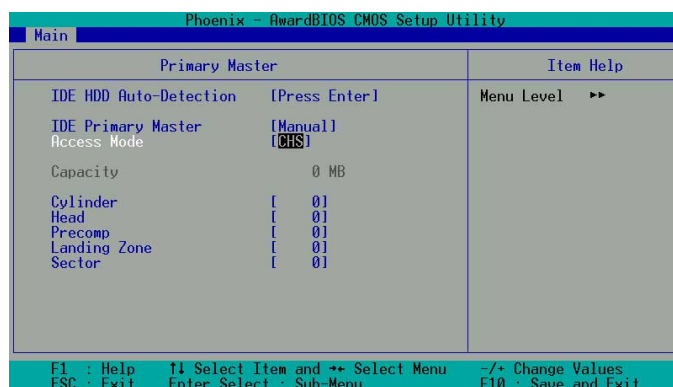 Phoenix - AwardBIOS CMOS Setup Utility
Main
Primary Master
Item Help
IDE HDD Auto-Detection [Press Enter]
Menu Level ►►
IDE Primary Master [Manual]
Access Mode [CHS]
Capacity 0 MB
Cylinder [ 0]
Head [ 0]
Precomp [ 0]
Landing Zone [ 0]
Sector [ 0]
F1 : Help ↑↓ Select Item and ←→ Select Menu -/+ Change Values
ESC : Exit Enter Select : Sub-Menu F10 : Save and Exit